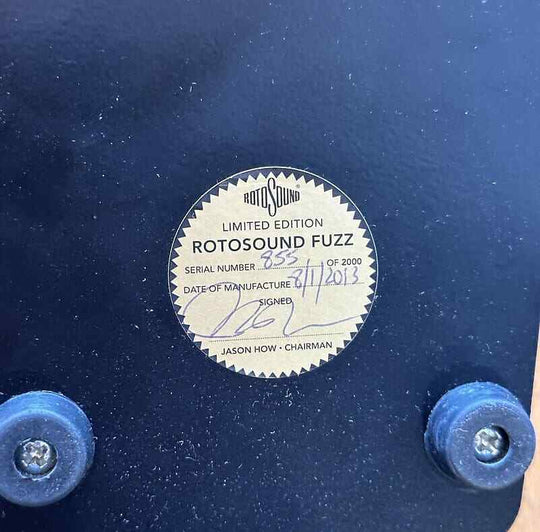 ROTOSOUND
LIMITED EDITION
ROTOSOUND FUZZ
SERIAL NUMBER 855 OF 2000
DATE OF MANUFACTURE 8/1/2013
SIGNED
JASON HOW • CHAIRMAN